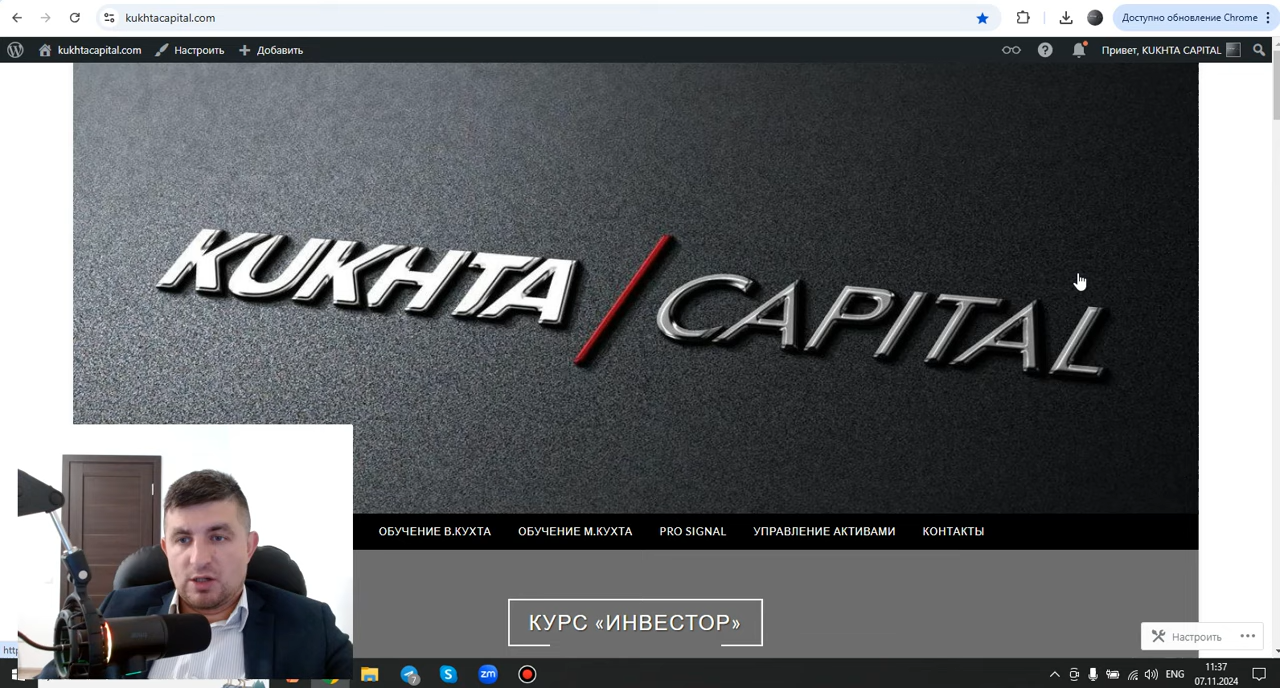 kukhtacapital.com
Доступно обновление Chrome
kukhtacapital.com
Настроить
Добавить
Привет, KUKHTA CAPITAL
KUKHTA/CAPITAL
ОБУЧЕНИЕ В.КУХТА
ОБУЧЕНИЕ М.КУХТА
PRO SIGNAL
УПРАВЛЕНИЕ АКТИВАМИ
КОНТАКТЫ
КУРС «ИНВЕСТОР»
Настроить
zm
ENG
11:37
07.11.2024